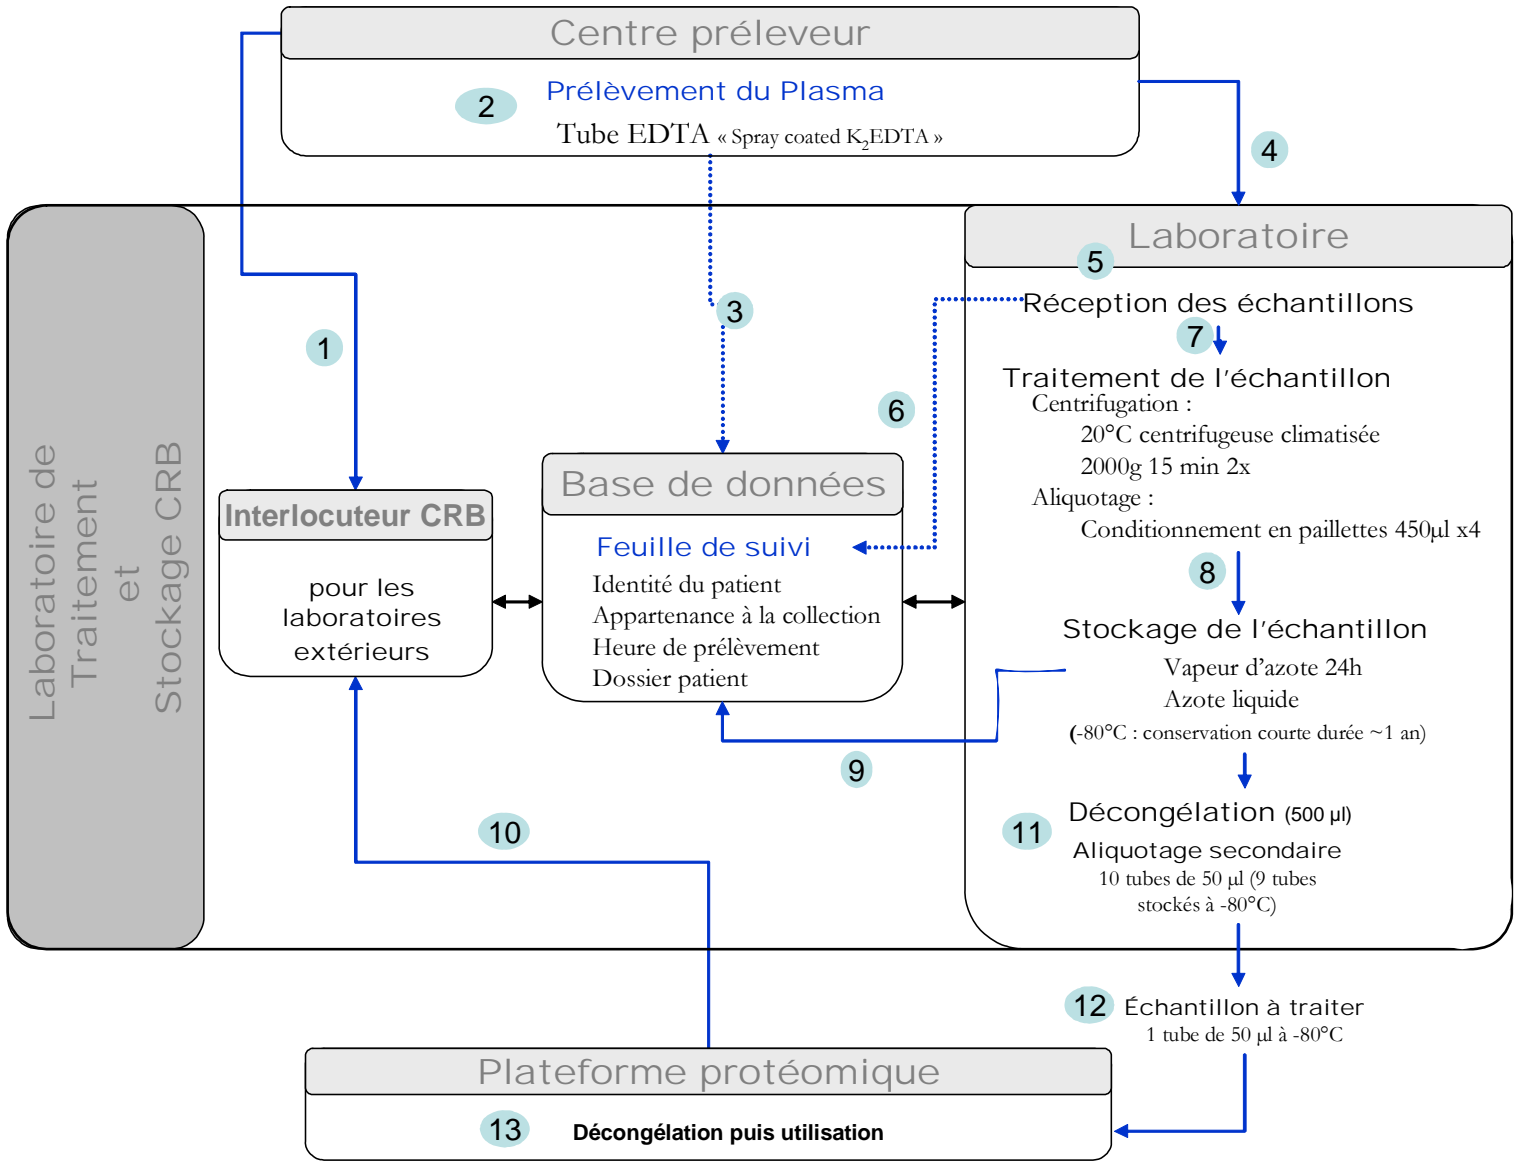 Centre préleveur
2
Prélèvement du Plasma
Tube EDTA « Spray coated K₂EDTA »
4
Laboratoire de
Traitement
et
Stockage CRB
1
3
6
Interlocuteur CRB
pour les
laboratoires
extérieurs
Base de données
Feuille de suivi
Identité du patient
Appartenance à la collection
Heure de prélèvement
Dossier patient
9
10
Laboratoire
5
Réception des échantillons
7
Traitement de l'échantillon
Centrifugation :
20°C centrifugeuse climatisée
2000g 15 min 2x
Aliquotage :
Conditionnement en paillettes 450µl x4
8
Stockage de l'échantillon
Vapeur d'azote 24h
Azote liquide
(-80°C : conservation courte durée ~1 an)
Décongélation (500 µl)
11
Aliquotage secondaire
10 tubes de 50 µl (9 tubes
stockés à -80°C)
12 Échantillon à traiter
1 tube de 50 µl à -80°C
Plateforme protéomique
13 Décongélation puis utilisation